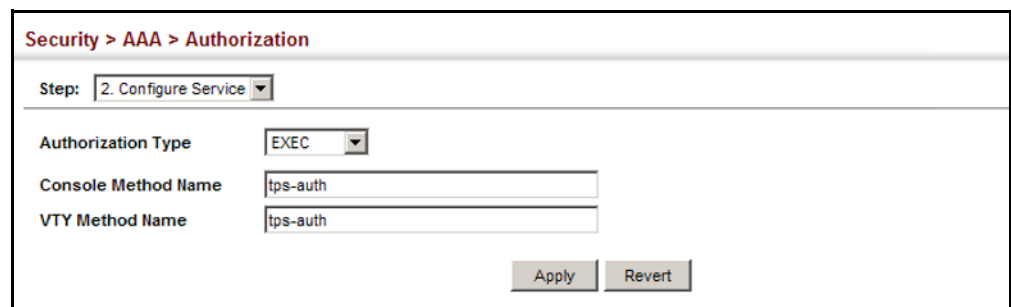 Security > AAA > Authorization
Step: 2. Configure Service
Authorization Type EXEC
Console Method Name tps-auth
VTY Method Name tps-auth
Apply Revert